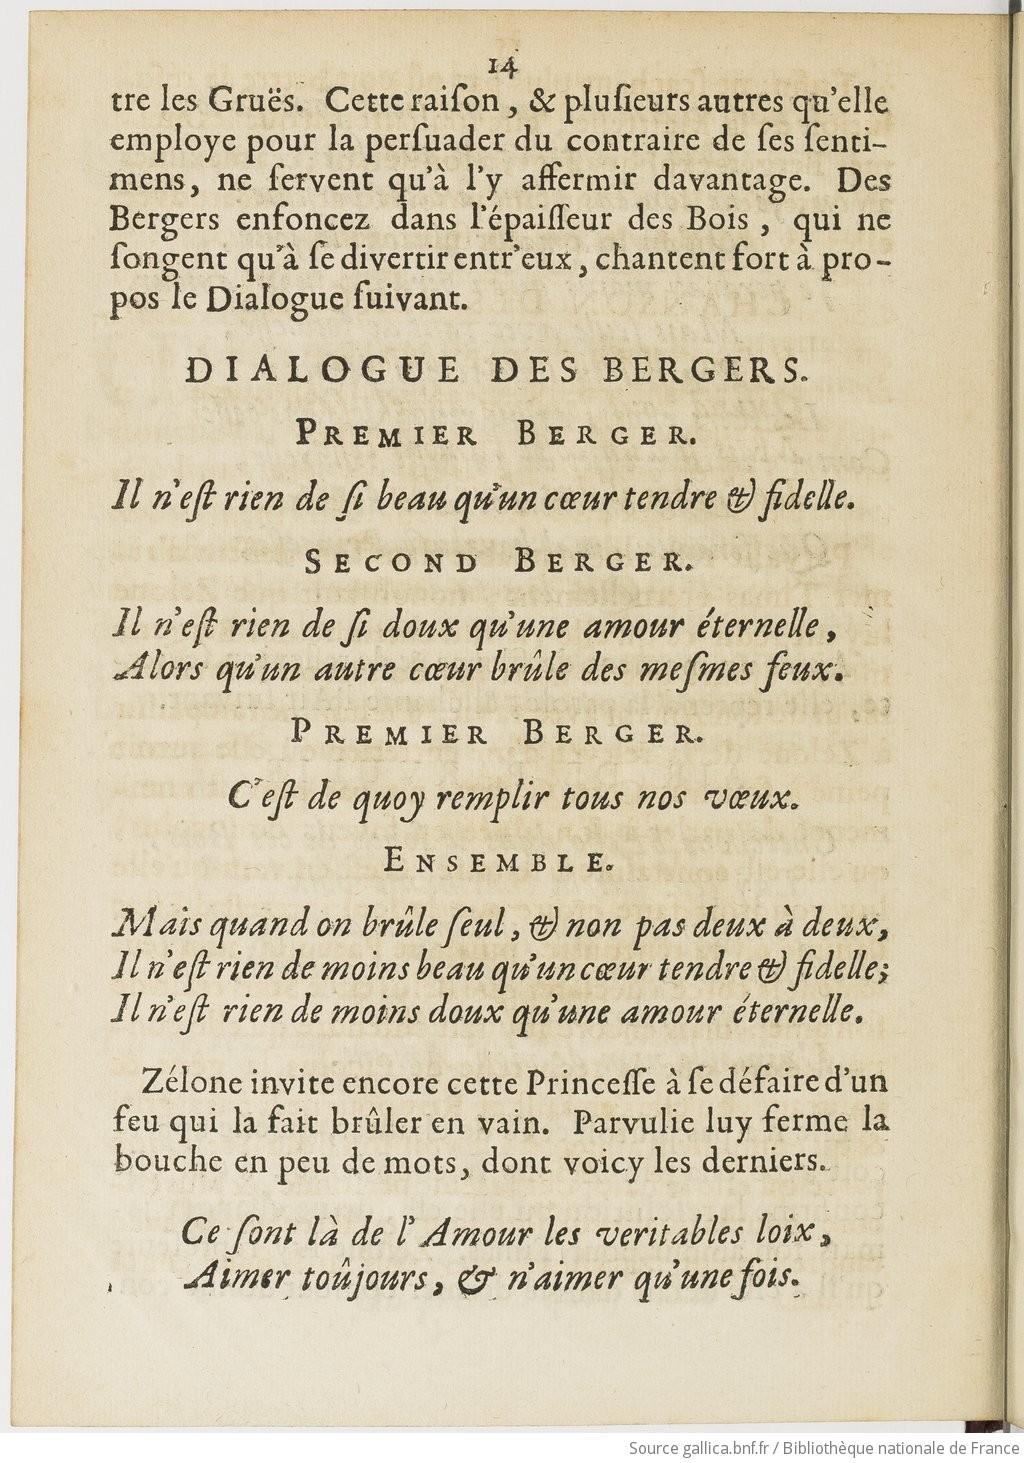 14
tre les Gruës. Cette raiſon, & pluſieurs autres qu'elle
employe pour la perſuader du contraire de ſes ſenti-
mens, ne ſervent qu'à l'y affermir davantage. Des
Bergers enfoncez dans l'épaiſſeur des Bois, qui ne
ſongent qu'à ſe divertir entr'eux, chantent fort à pro-
pos le Dialogue ſuivant.
DIALOGUE DES BERGERS.
PREMIER BERGER.
Il n'eſt rien de ſi beau qu'un cœur tendre & fidelle.
SECOND BERGER.
Il n'eſt rien de ſi doux qu'une amour éternelle,
Alors qu'un autre cœur brûle des meſmes feux.
PREMIER BERGER.
C'eſt de quoy remplir tous nos vœux.
ENSEMBLE.
Mais quand on brûle ſeul, & non pas deux à deux,
Il n'eſt rien de moins beau qu'un cœur tendre & fidelle;
Il n'eſt rien de moins doux qu'une amour éternelle.
Zélone invite encore cette Princeſſe à ſe défaire d'un
feu qui la fait brûler en vain. Parvulie luy ferme la
bouche en peu de mots, dont voicy les derniers.
Ce ſont là de l'Amour les veritables loix,
Aimer toûjours, & n'aimer qu'une fois.
Source gallica.bnf.fr / Bibliothèque nationale de France